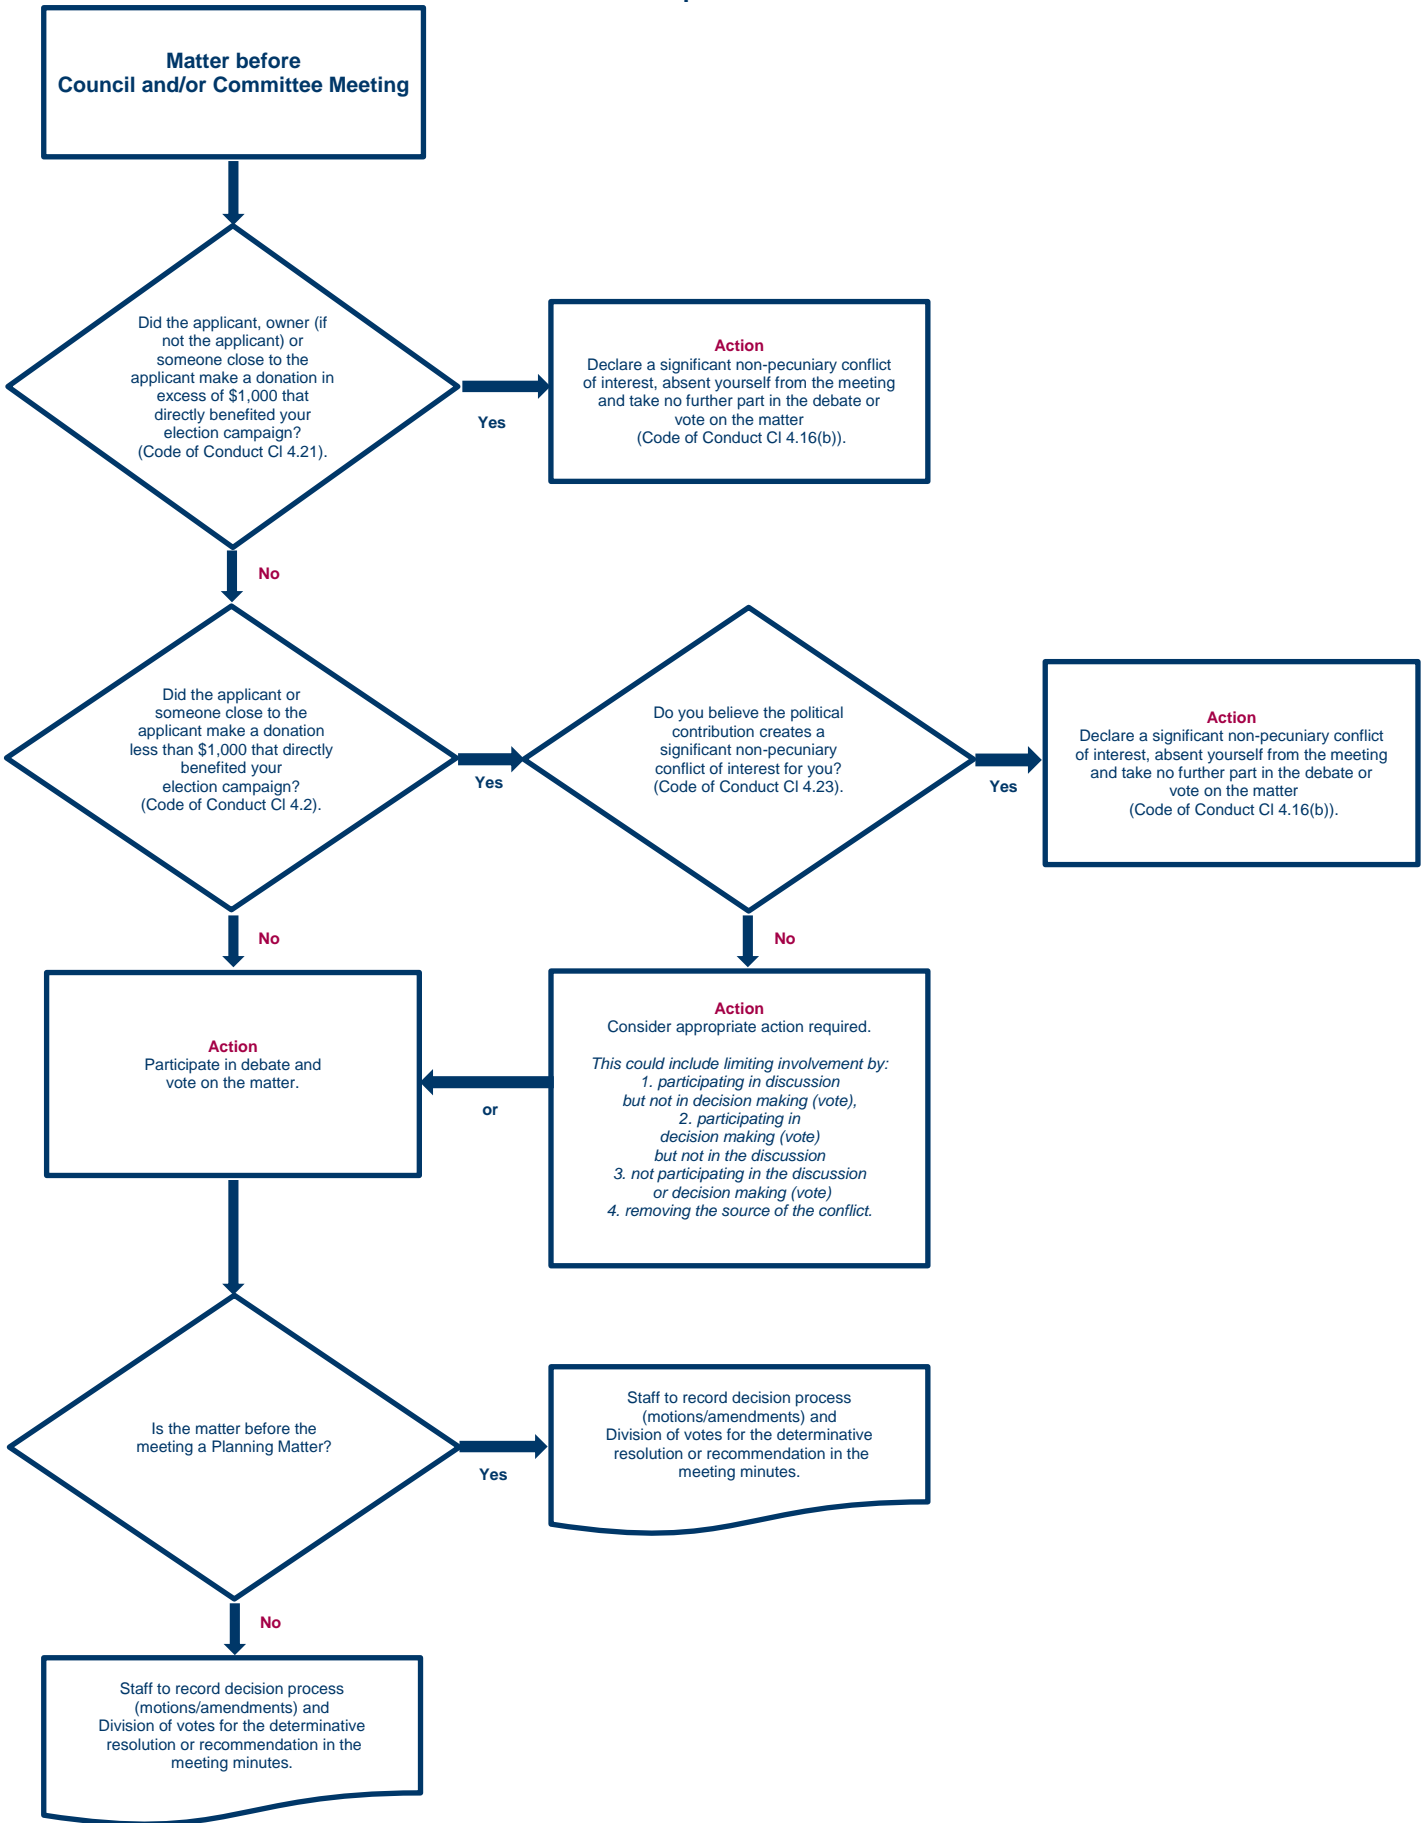 Matter before
Council and/or Committee Meeting
Did the applicant, owner (if
not the applicant) or
someone close to the
applicant make a donation in
excess of $1,000 that
directly benefited your
election campaign?
(Code of Conduct Cl 4.21).
Yes
Action
Declare a significant non-pecuniary conflict
of interest, absent yourself from the meeting
and take no further part in the debate or
vote on the matter
(Code of Conduct Cl 4.16(b)).
No
Did the applicant or
someone close to the
applicant make a donation
less than $1,000 that directly
benefited your
election campaign?
(Code of Conduct Cl 4.2).
Yes
Do you believe the political
contribution creates a
significant non-pecuniary
conflict of interest for you?
(Code of Conduct Cl 4.23).
Yes
Action
Declare a significant non-pecuniary conflict
of interest, absent yourself from the meeting
and take no further part in the debate or
vote on the matter
(Code of Conduct Cl 4.16(b)).
No
No
Action
Participate in debate and
vote on the matter.
or
Action
Consider appropriate action required.
This could include limiting involvement by:
1. participating in discussion
but not in decision making (vote),
2. participating in
decision making (vote)
but not in the discussion
3. not participating in the discussion
or decision making (vote)
4. removing the source of the conflict.
Is the matter before the
meeting a Planning Matter?
Yes
Staff to record decision process
(motions/amendments) and
Division of votes for the determinative
resolution or recommendation in the
meeting minutes.
No
Staff to record decision process
(motions/amendments) and
Division of votes for the determinative
resolution or recommendation in the
meeting minutes.